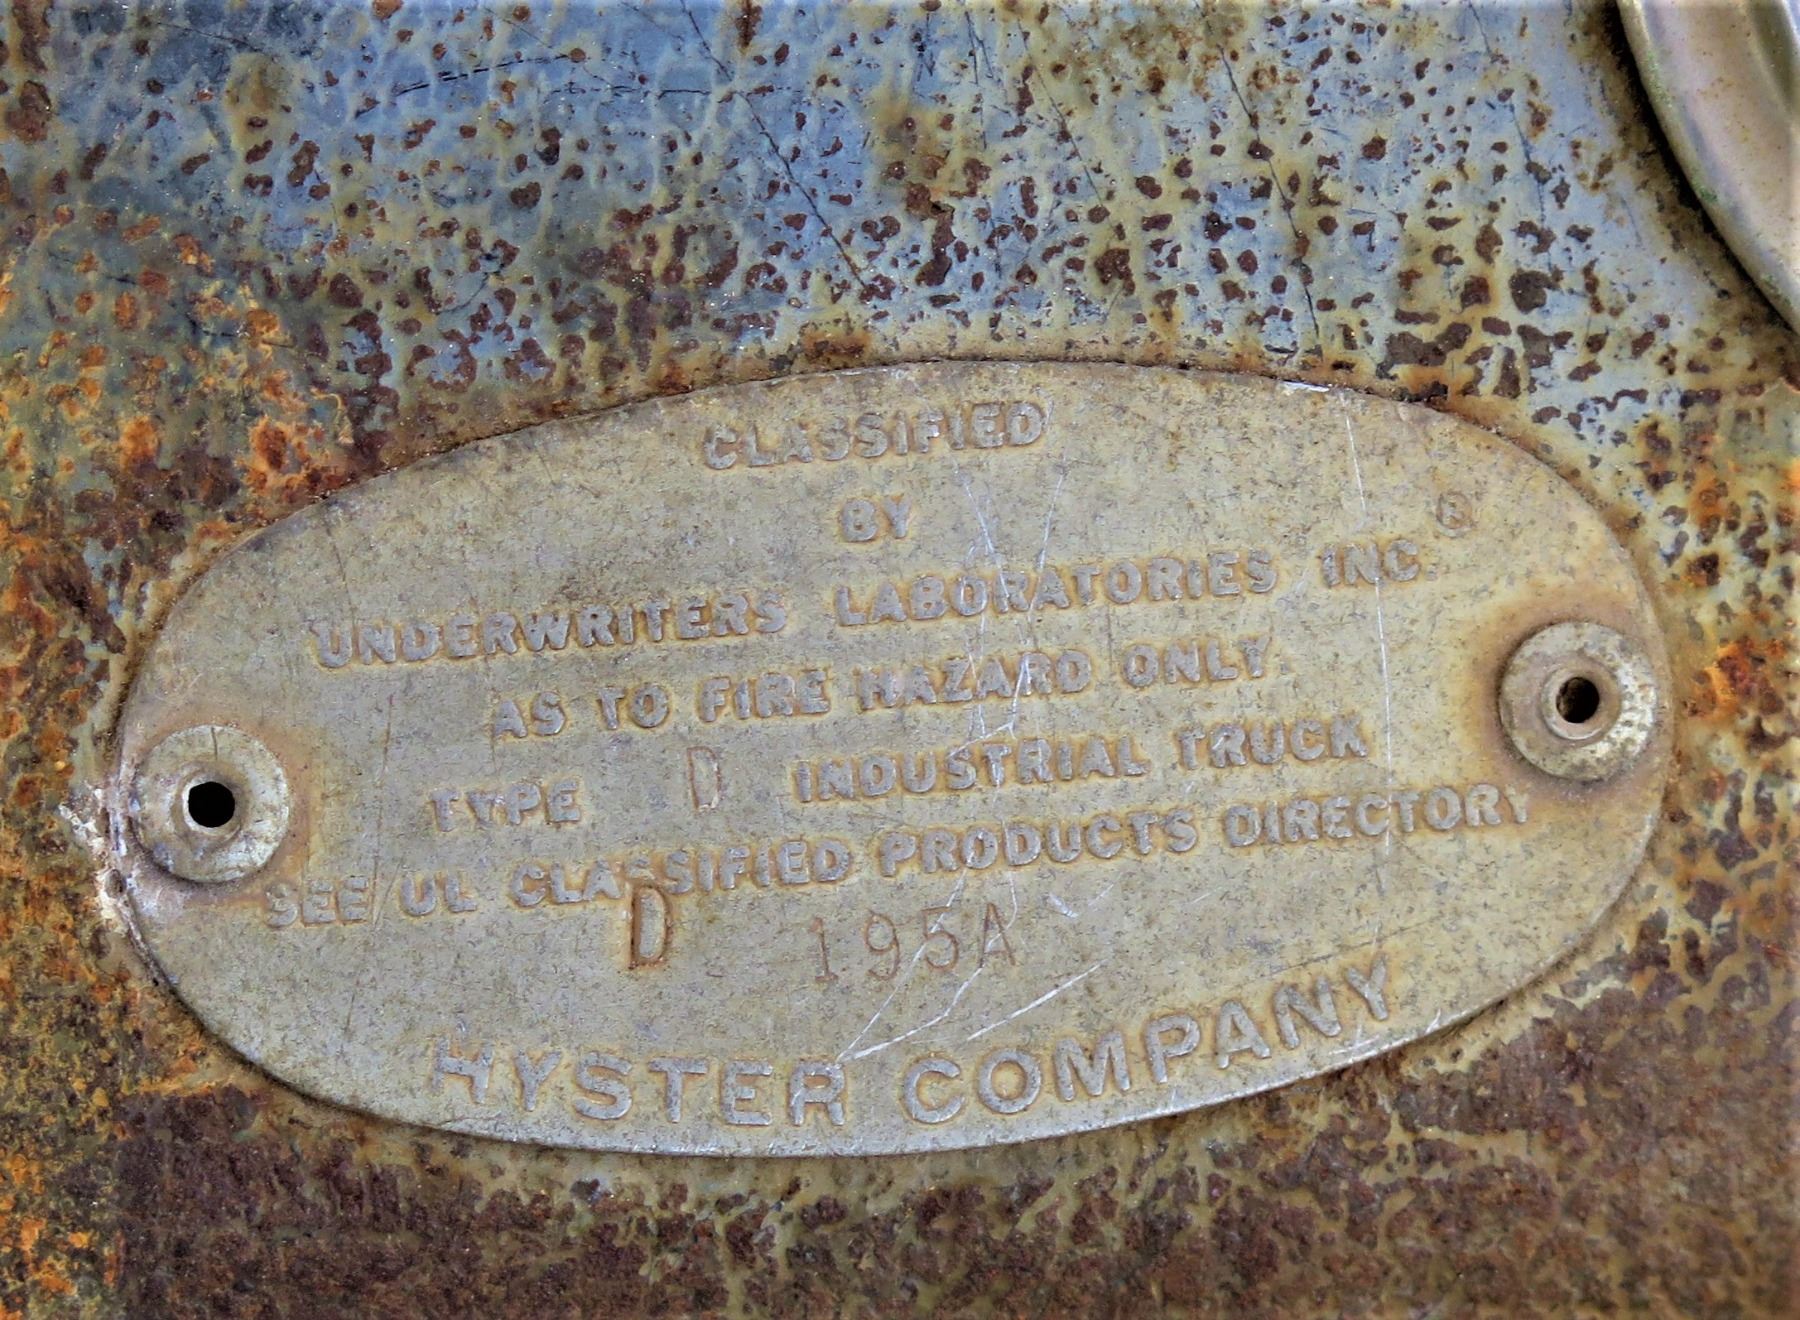 CLASSIFIED
BY
UNDERWRITERS LABORATORIES INC.®
AS TO FIRE HAZARD ONLY.
TYPE D INDUSTRIAL TRUCK
SEE UL CLASSIFIED PRODUCTS DIRECTORY
D 195A
HYSTER COMPANY